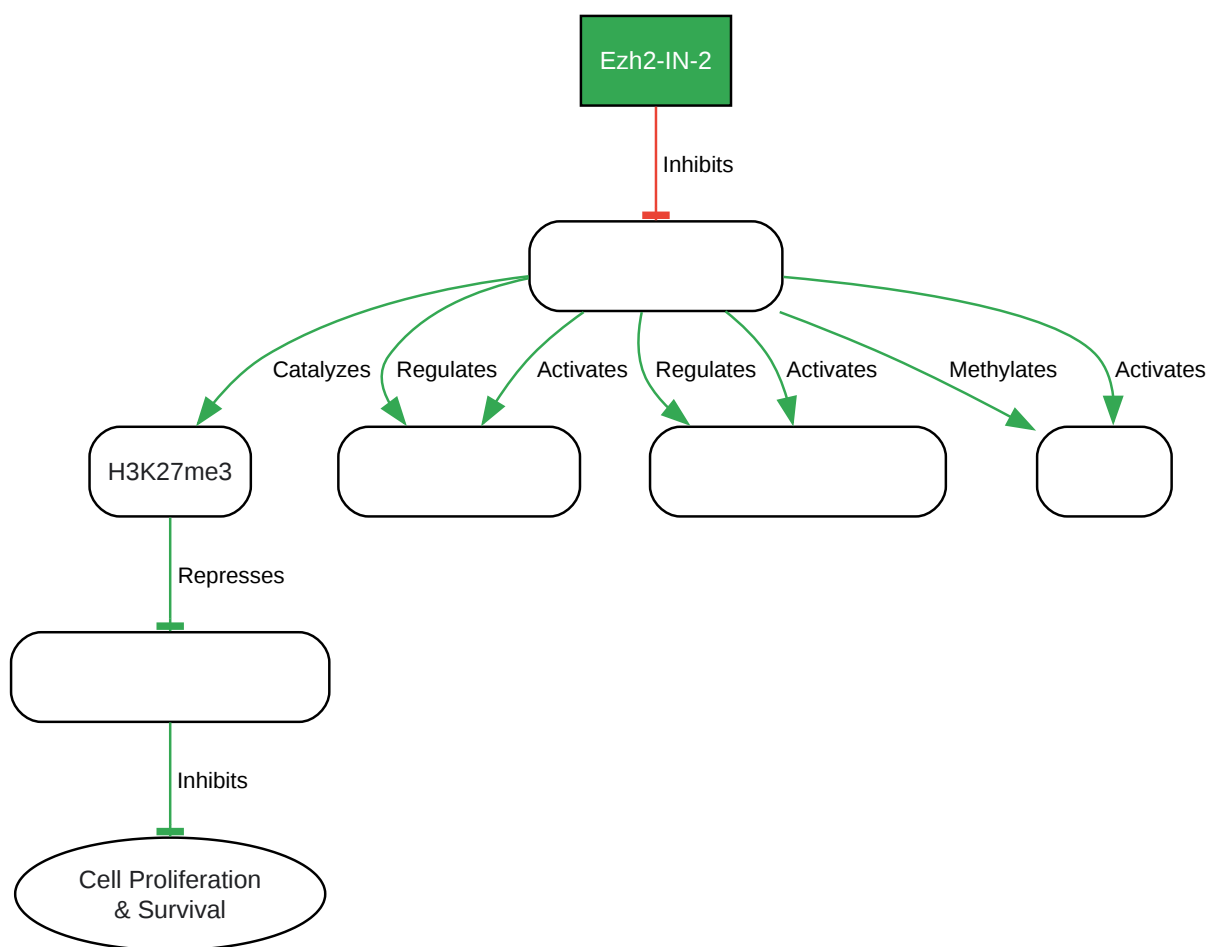 Ezh2-IN-2
Inhibits
Catalyzes
Regulates
Activates
Regulates
Activates
Methylates
Activates
H3K27me3
Represses
Inhibits
Cell Proliferation
& Survival